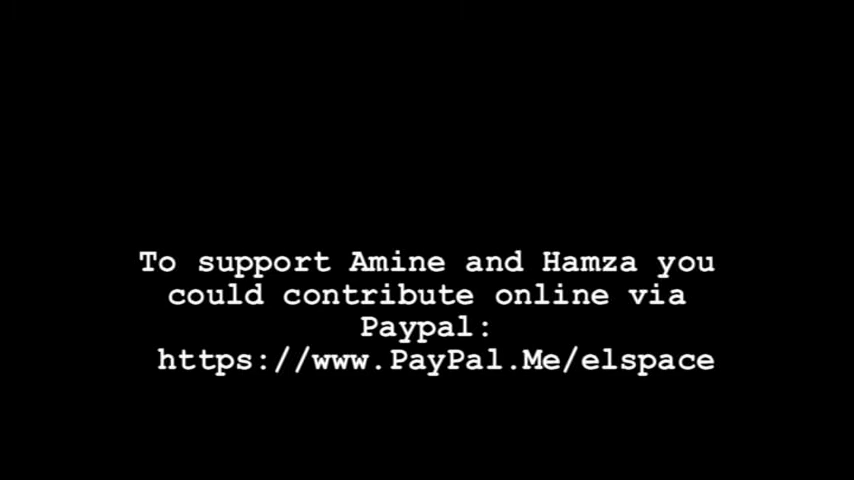 To support Amine and Hamza you
could contribute online via
Paypal:
https://www.PayPal.Me/elspace